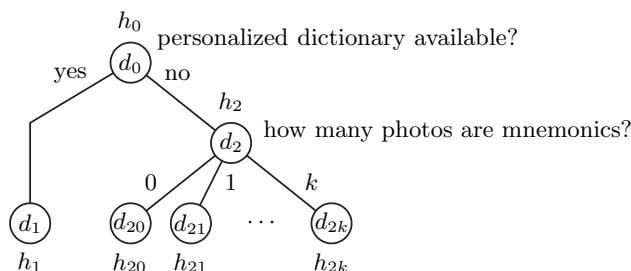 h₀
personalized dictionary available?
d₀
yes no
h₂
how many photos are mnemonics?
d₂
0 1 k
d₁ d₂₀ d₂₁ ··· d₂ₖ
h₁ h₂₀ h₂₁ h₂ₖ